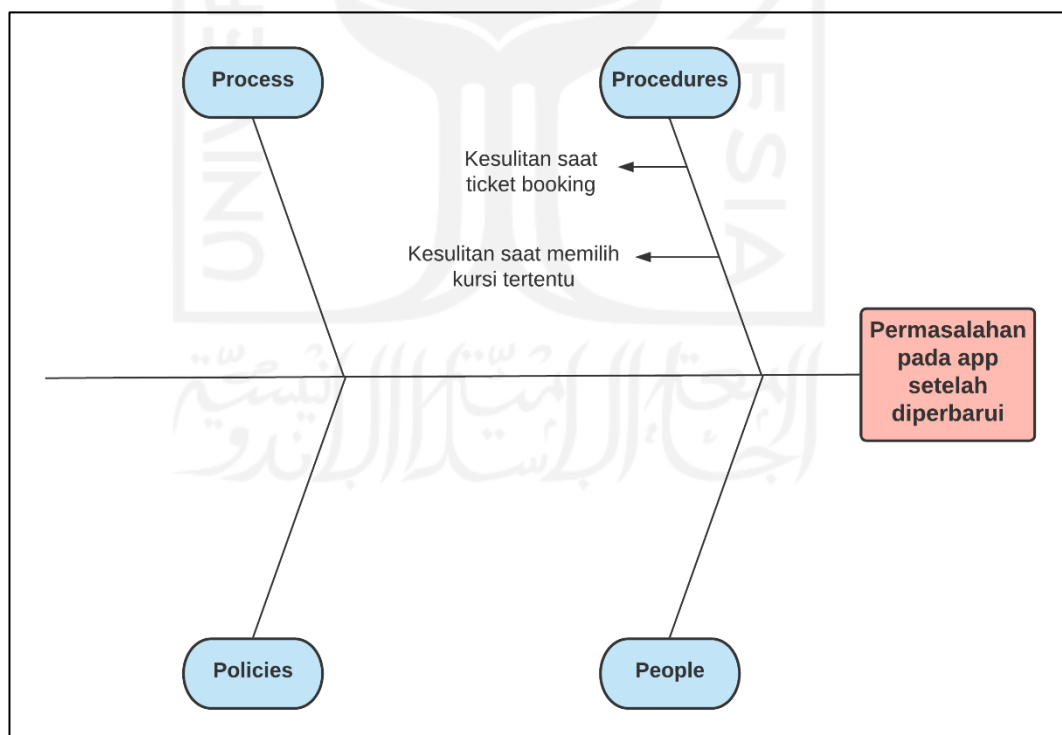 Process
Procedures
Kesulitan saat
ticket booking
Kesulitan saat memilih
kursi tertentu
Permasalahan
pada app
setelah
diperbarui
Policies
People